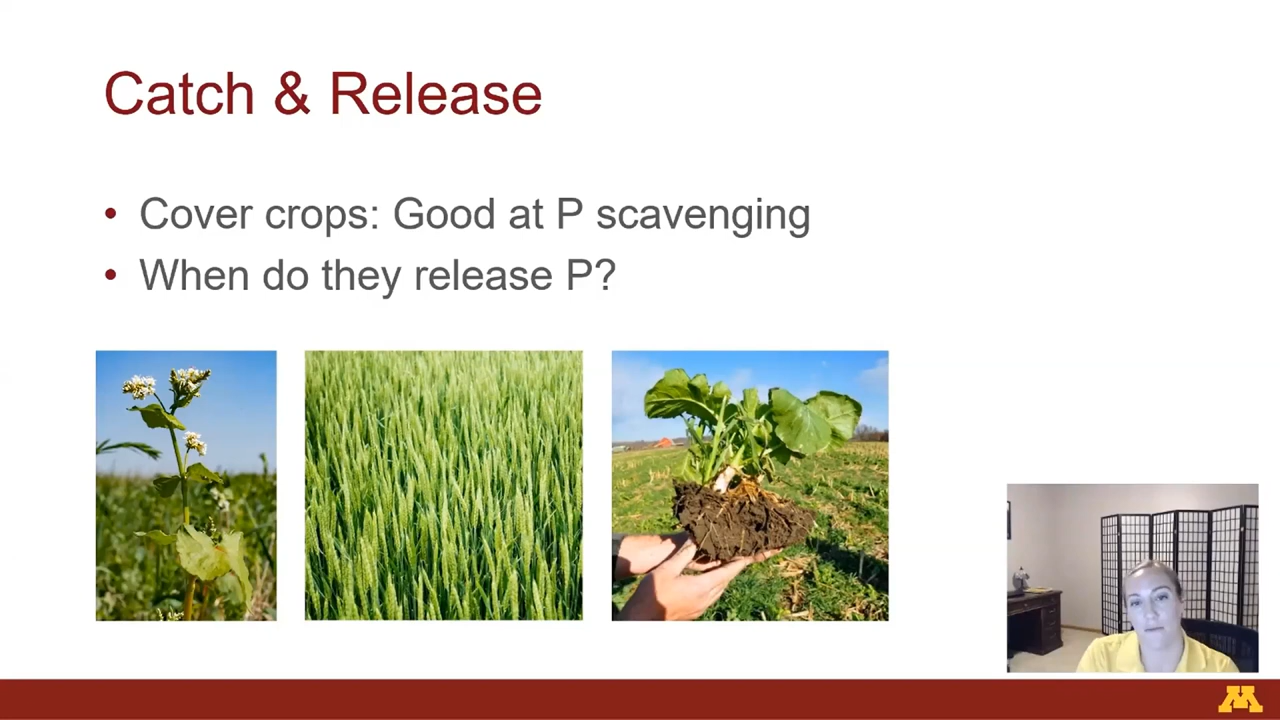 Catch & Release
• Cover crops: Good at P scavenging
• When do they release P?
M